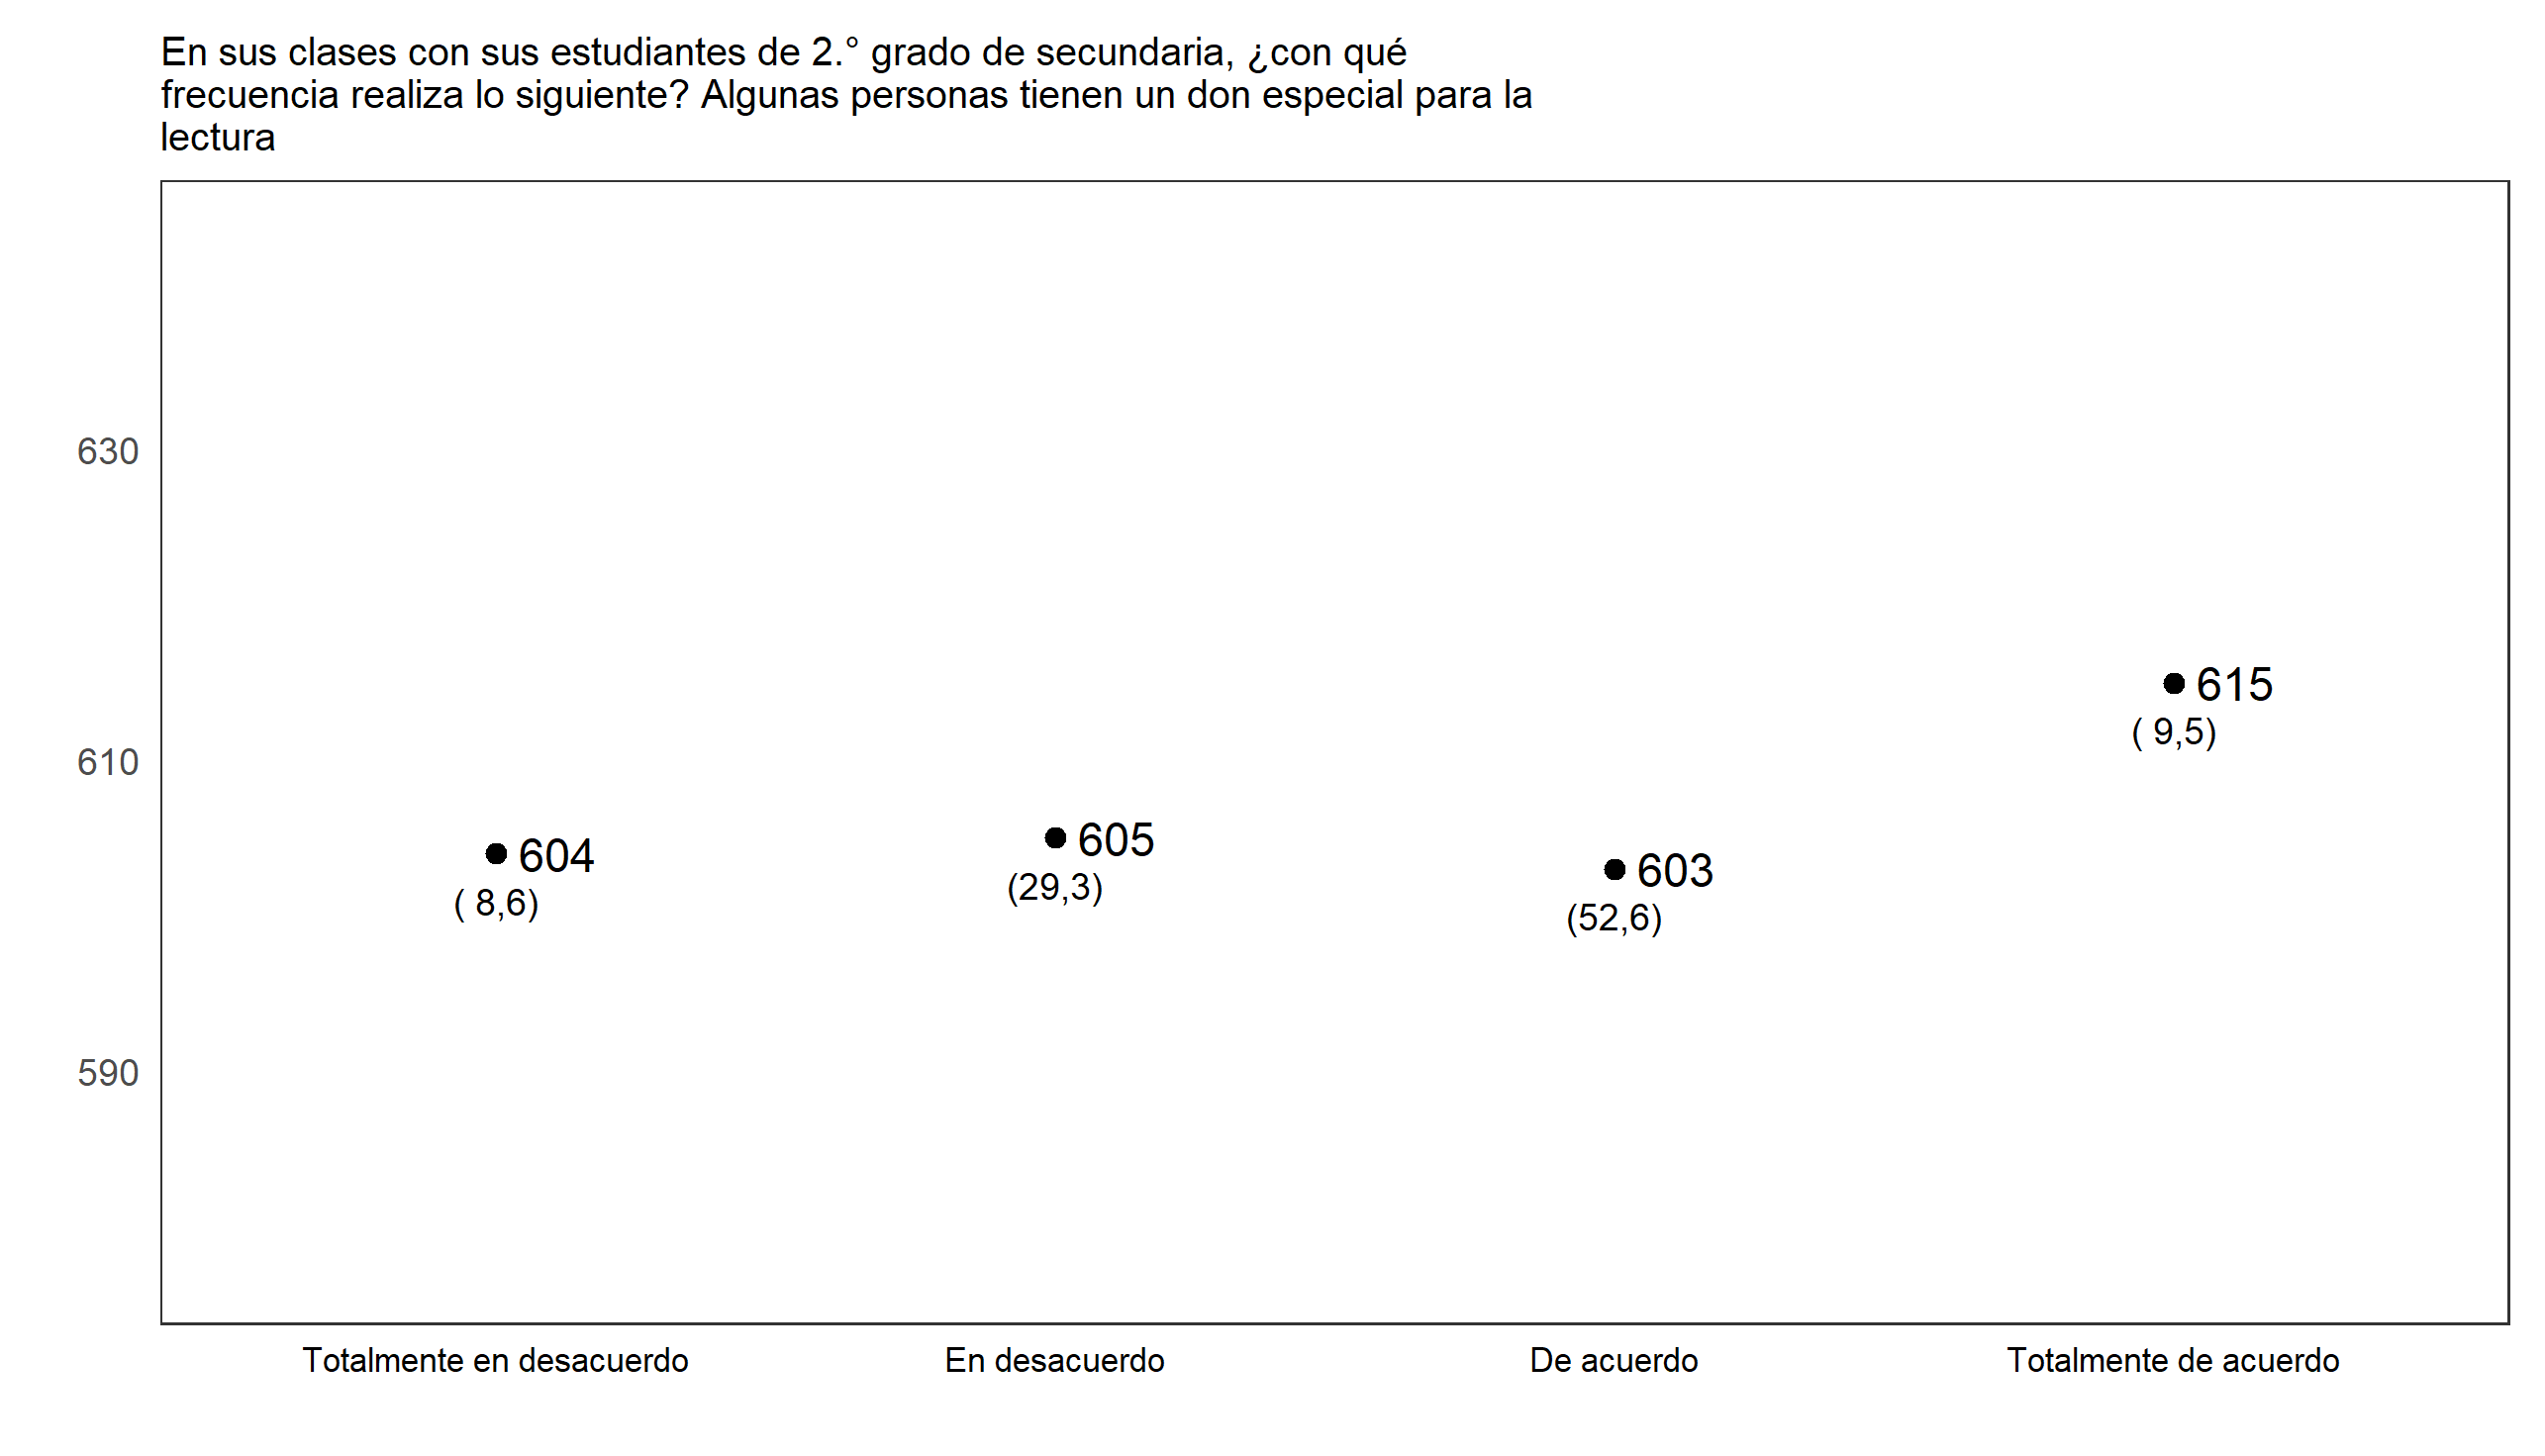 En sus clases con sus estudiantes de 2.° grado de secundaria, ¿con qué
frecuencia realiza lo siguiente? Algunas personas tienen un don especial para la
lectura
630
610
590
604
( 8,6)
605
(29,3)
603
(52,6)
615
( 9,5)
Totalmente en desacuerdo
En desacuerdo
De acuerdo
Totalmente de acuerdo